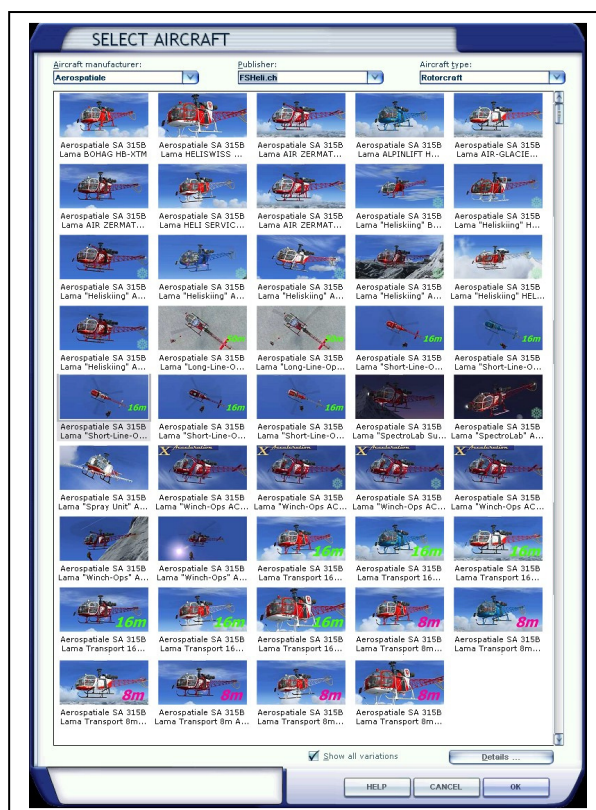 SELECT AIRCRAFT
Aircraft manufacturer: Publisher: Aircraft type:
Aerospatiale FSHeli.ch Rotorcraft
Aerospatiale SA 315B Aerospatiale SA 315B Aerospatiale SA 315B Aerospatiale SA 315B Aerospatiale SA 315B
Lama BOHAG HB-XTM Lama HELISWISS ... Lama AIR ZERMAT... Lama ALPINLIFT H... Lama AIR-GLACIE...
Aerospatiale SA 315B Aerospatiale SA 315B Aerospatiale SA 315B Aerospatiale SA 315B Aerospatiale SA 315B
Lama AIR ZERMAT... Lama HELI SERVIC... Lama AIR ZERMAT... Lama "Heliskiing" B... Lama "Heliskiing" H...
Aerospatiale SA 315B Aerospatiale SA 315B Aerospatiale SA 315B Aerospatiale SA 315B Aerospatiale SA 315B
Lama "Heliskiing" A... Lama "Heliskiing" A... Lama "Heliskiing" A... Lama "Heliskiing" A... Lama "Heliskiing" HEL...
16m 16m
Aerospatiale SA 315B Aerospatiale SA 315B Aerospatiale SA 315B Aerospatiale SA 315B Aerospatiale SA 315B
Lama "Heliskiing" A... Lama "Long-Line-O... Lama "Long-Line-Op... Lama "Short-Line-O... Lama "Short-Line-O...
16m 16m 16m
Aerospatiale SA 315B Aerospatiale SA 315B Aerospatiale SA 315B Aerospatiale SA 315B Aerospatiale SA 315B
Lama "Short-Line-O... Lama "Short-Line-O... Lama "Short-Line-O... Lama "SpectroLab Su... Lama "SpectroLab" A...
X Acceleration X Acceleration X Acceleration X Acceleration
Aerospatiale SA 315B Aerospatiale SA 315B Aerospatiale SA 315B Aerospatiale SA 315B Aerospatiale SA 315B
Lama "Spray Unit" A... Lama "Winch-Ops AC... Lama "Winch-Ops AC... Lama "Winch-Ops AC... Lama "Winch-Ops AC...
16m 16m 16m
Aerospatiale SA 315B Aerospatiale SA 315B Aerospatiale SA 315B Aerospatiale SA 315B Aerospatiale SA 315B
Lama "Winch-Ops" A... Lama "Winch-Ops" A... Lama Transport 16... Lama Transport 16... Lama Transport 16...
16m 16m 16m 8m 8m
Aerospatiale SA 315B Aerospatiale SA 315B Aerospatiale SA 315B Aerospatiale SA 315B Aerospatiale SA 315B
Lama Transport 16... Lama Transport 16... Lama Transport 16... Lama Transport 8m... Lama Transport 8m...
8m 8m 8m 8m
Aerospatiale SA 315B Aerospatiale SA 315B Aerospatiale SA 315B Aerospatiale SA 315B
Lama Transport 8m... Lama Transport 8m A... Lama Transport 8m... Lama Transport 8m...
Show all variations Details ...
HELP CANCEL OK